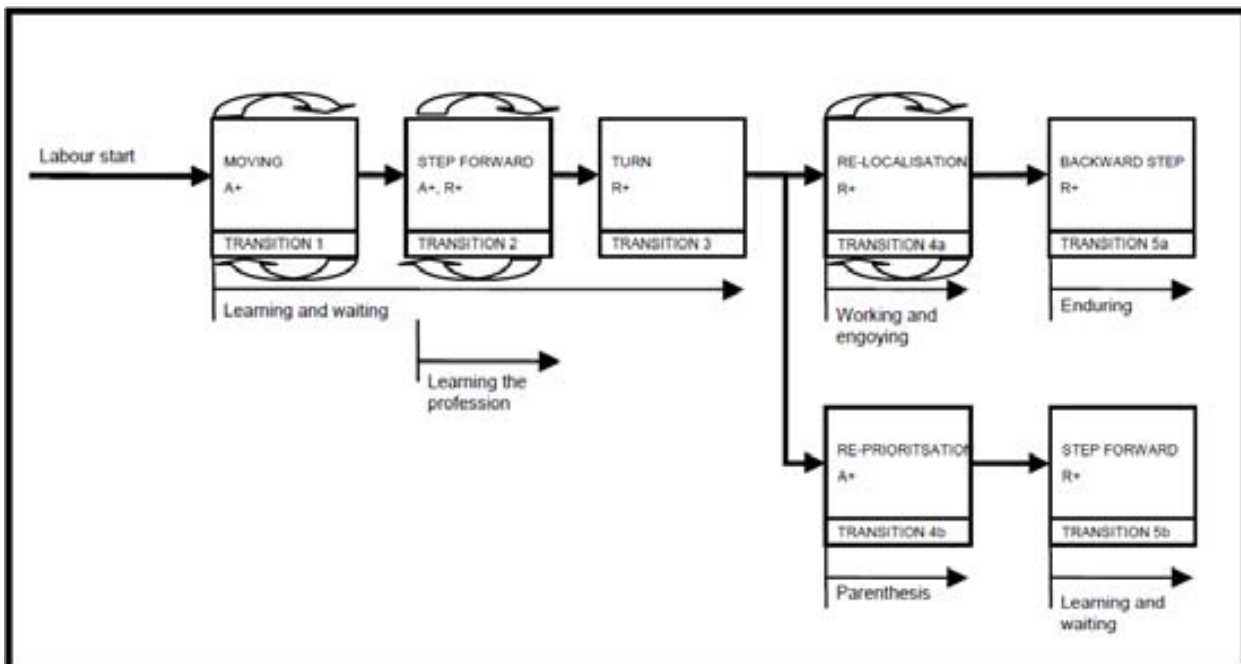 Labour start
MOVING
A+
TRANSITION 1
STEP FORWARD
A+, R+
TRANSITION 2
TURN
R+
TRANSITION 3
RE-LOCALISATION
R+
TRANSITION 4a
BACKWARD STEP
R+
TRANSITION 5a
Learning and waiting
Learning the
profession
Working and
engoying
Enduring
RE-PRIORITSATION
A+
TRANSITION 4b
STEP FORWARD
R+
TRANSITION 5b
Parenthesis
Learning and
waiting